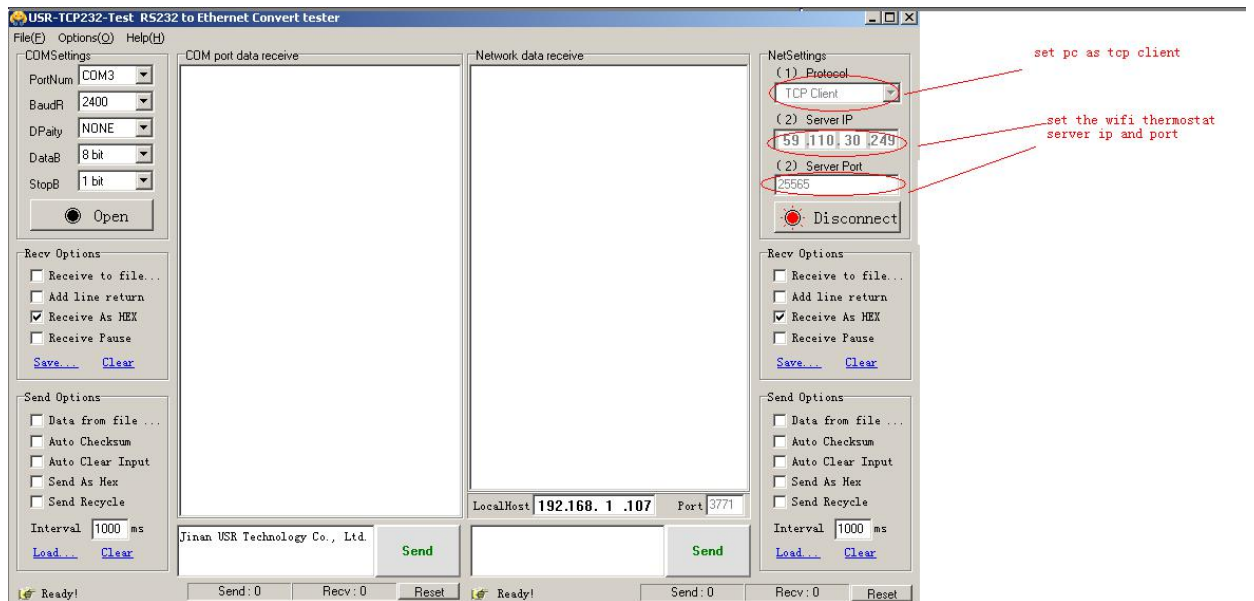 USR-TCP232-Test RS232 to Ethernet Convert tester
File(F) Options(O) Help(H)
COMSettings
PortNum COM3
BaudR 2400
DPaity NONE
DataB 8 bit
StopB 1 bit
Open
Recv Options
Receive to file...
Add line return
Receive As HEX
Receive Pause
Save... Clear
Send Options
Data from file ...
Auto Checksum
Auto Clear Input
Send As Hex
Send Recycle
Interval 1000 ms
Load... Clear
COM port data receive
Jinan USR Technology Co., Ltd.
Send
Network data receive
LocalHost 192.168. 1 .107 Port 3771
Send
NetSettings
(1) Protocol
TCP Client
(2) Server IP
59 .110. 30 .249
(2) Server Port
25565
Disconnect
Recv Options
Receive to file...
Add line return
Receive As HEX
Receive Pause
Save... Clear
Send Options
Data from file ...
Auto Checksum
Auto Clear Input
Send As Hex
Send Recycle
Interval 1000 ms
Load... Clear
Ready! Send : 0 Recv : 0 Reset
Ready! Send : 0 Recv : 0 Reset
set pc as tcp client
set the wifi thermostat
server ip and port